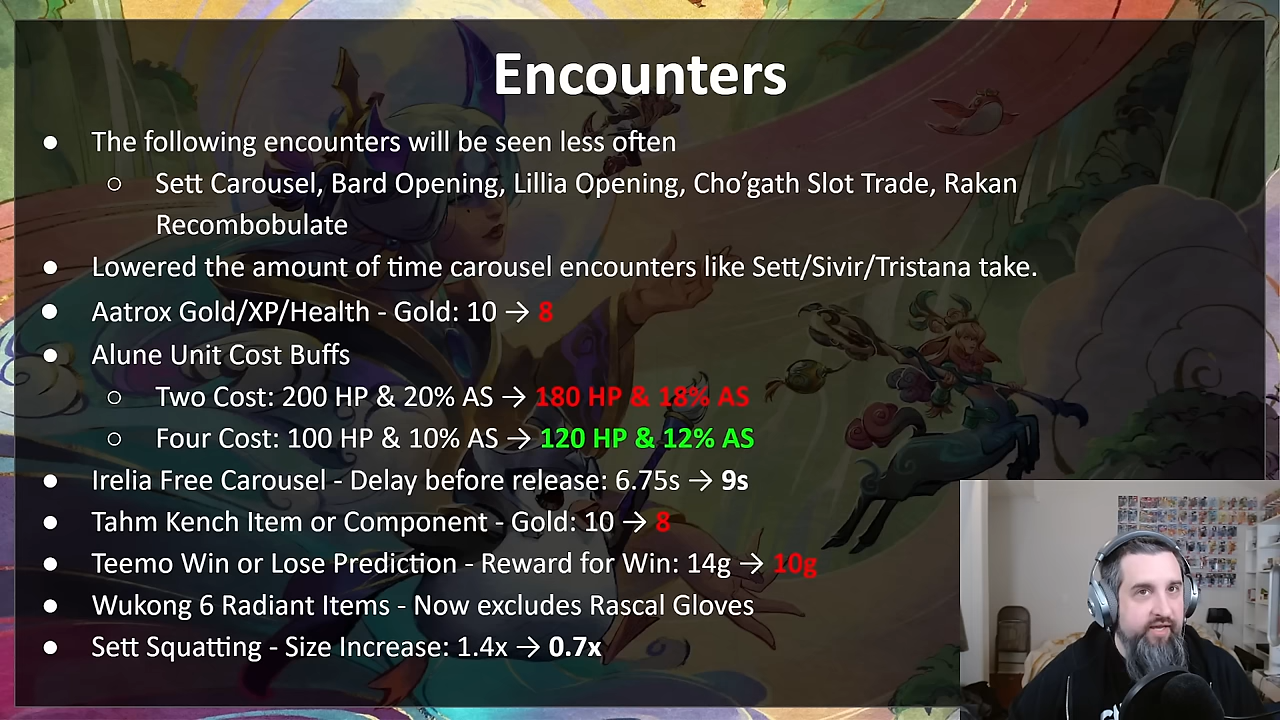 Encounters
● The following encounters will be seen less often
○ Sett Carousel, Bard Opening, Lillia Opening, Cho’gath Slot Trade, Rakan
Recombobulate
● Lowered the amount of time carousel encounters like Sett/Sivir/Tristana take.
● Aatrox Gold/XP/Health - Gold: 10 → 8
● Alune Unit Cost Buffs
○ Two Cost: 200 HP & 20% AS → 180 HP & 18% AS
○ Four Cost: 100 HP & 10% AS → 120 HP & 12% AS
● Irelia Free Carousel - Delay before release: 6.75s → 9s
● Tahm Kench Item or Component - Gold: 10 → 8
● Teemo Win or Lose Prediction - Reward for Win: 14g → 10g
● Wukong 6 Radiant Items - Now excludes Rascal Gloves
● Sett Squatting - Size Increase: 1.4x → 0.7x